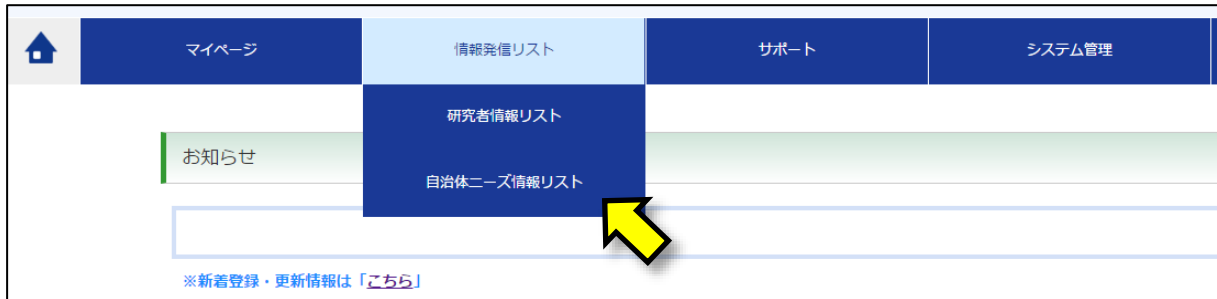 マイページ
情報発信リスト
サポート
システム管理
研究者情報リスト
お知らせ
自治体ニーズ情報リスト
※新着登録・更新情報は「こちら」